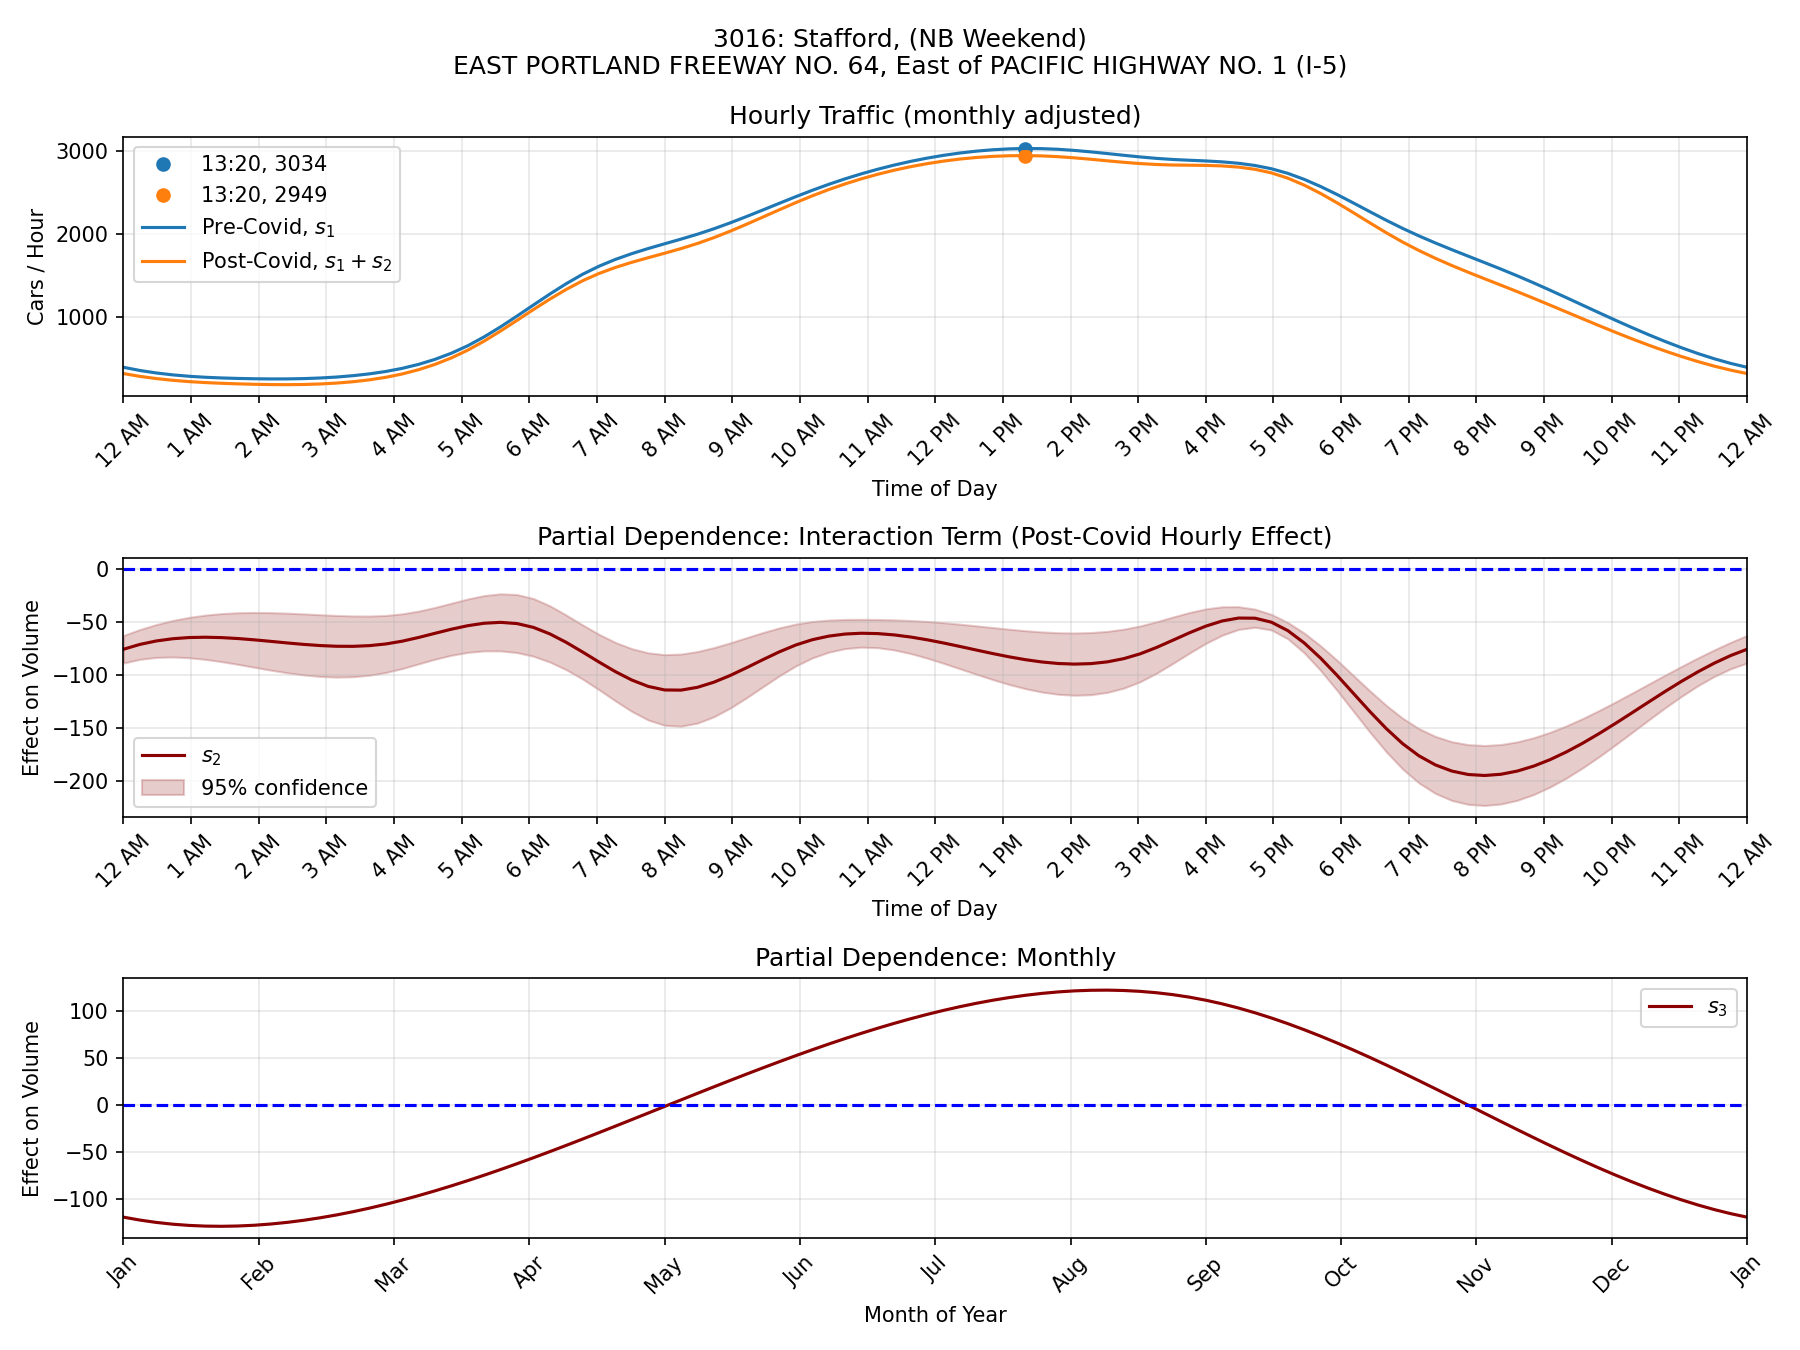 3016: Stafford, (NB Weekend)
EAST PORTLAND FREEWAY NO. 64, East of PACIFIC HIGHWAY NO. 1 (I-5)
Hourly Traffic (monthly adjusted)
3000
2000
1000
Cars / Hour
13:20, 3034
13:20, 2949
Pre-Covid, s₁
Post-Covid, s₁ + s₂
12 AM 1 AM 2 AM 3 AM 4 AM 5 AM 6 AM 7 AM 8 AM 9 AM 10 AM 11 AM 12 PM 1 PM 2 PM 3 PM 4 PM 5 PM 6 PM 7 PM 8 PM 9 PM 10 PM 11 PM 12 AM
Time of Day
Partial Dependence: Interaction Term (Post-Covid Hourly Effect)
0
−50
−100
−150
−200
Effect on Volume
s₂
95% confidence
12 AM 1 AM 2 AM 3 AM 4 AM 5 AM 6 AM 7 AM 8 AM 9 AM 10 AM 11 AM 12 PM 1 PM 2 PM 3 PM 4 PM 5 PM 6 PM 7 PM 8 PM 9 PM 10 PM 11 PM 12 AM
Time of Day
Partial Dependence: Monthly
100
50
0
−50
−100
Effect on Volume
s₃
Jan Feb Mar Apr May Jun Jul Aug Sep Oct Nov Dec Jan
Month of Year